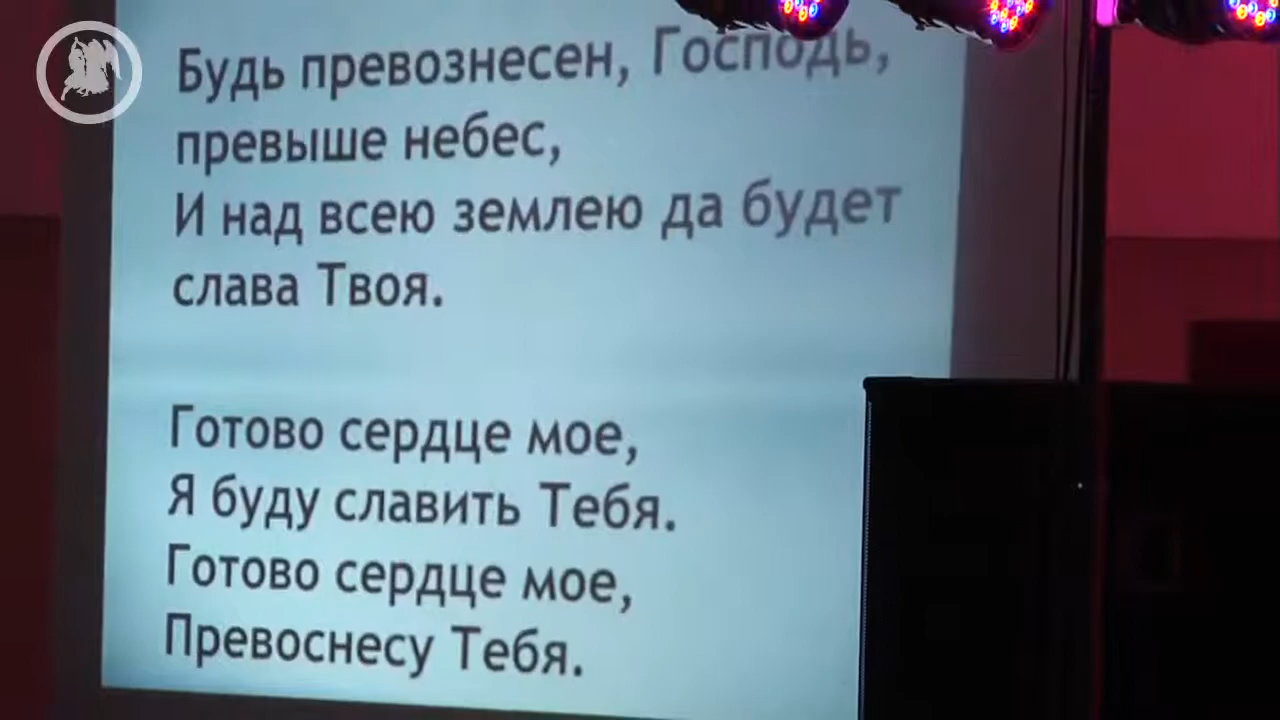 Будь превознесен, Господь,
превыше небес,
И над всею землею да будет
слава Твоя.
Готово сердце мое,
Я буду славить Тебя.
Готово сердце мое,
Превоснесу Тебя.